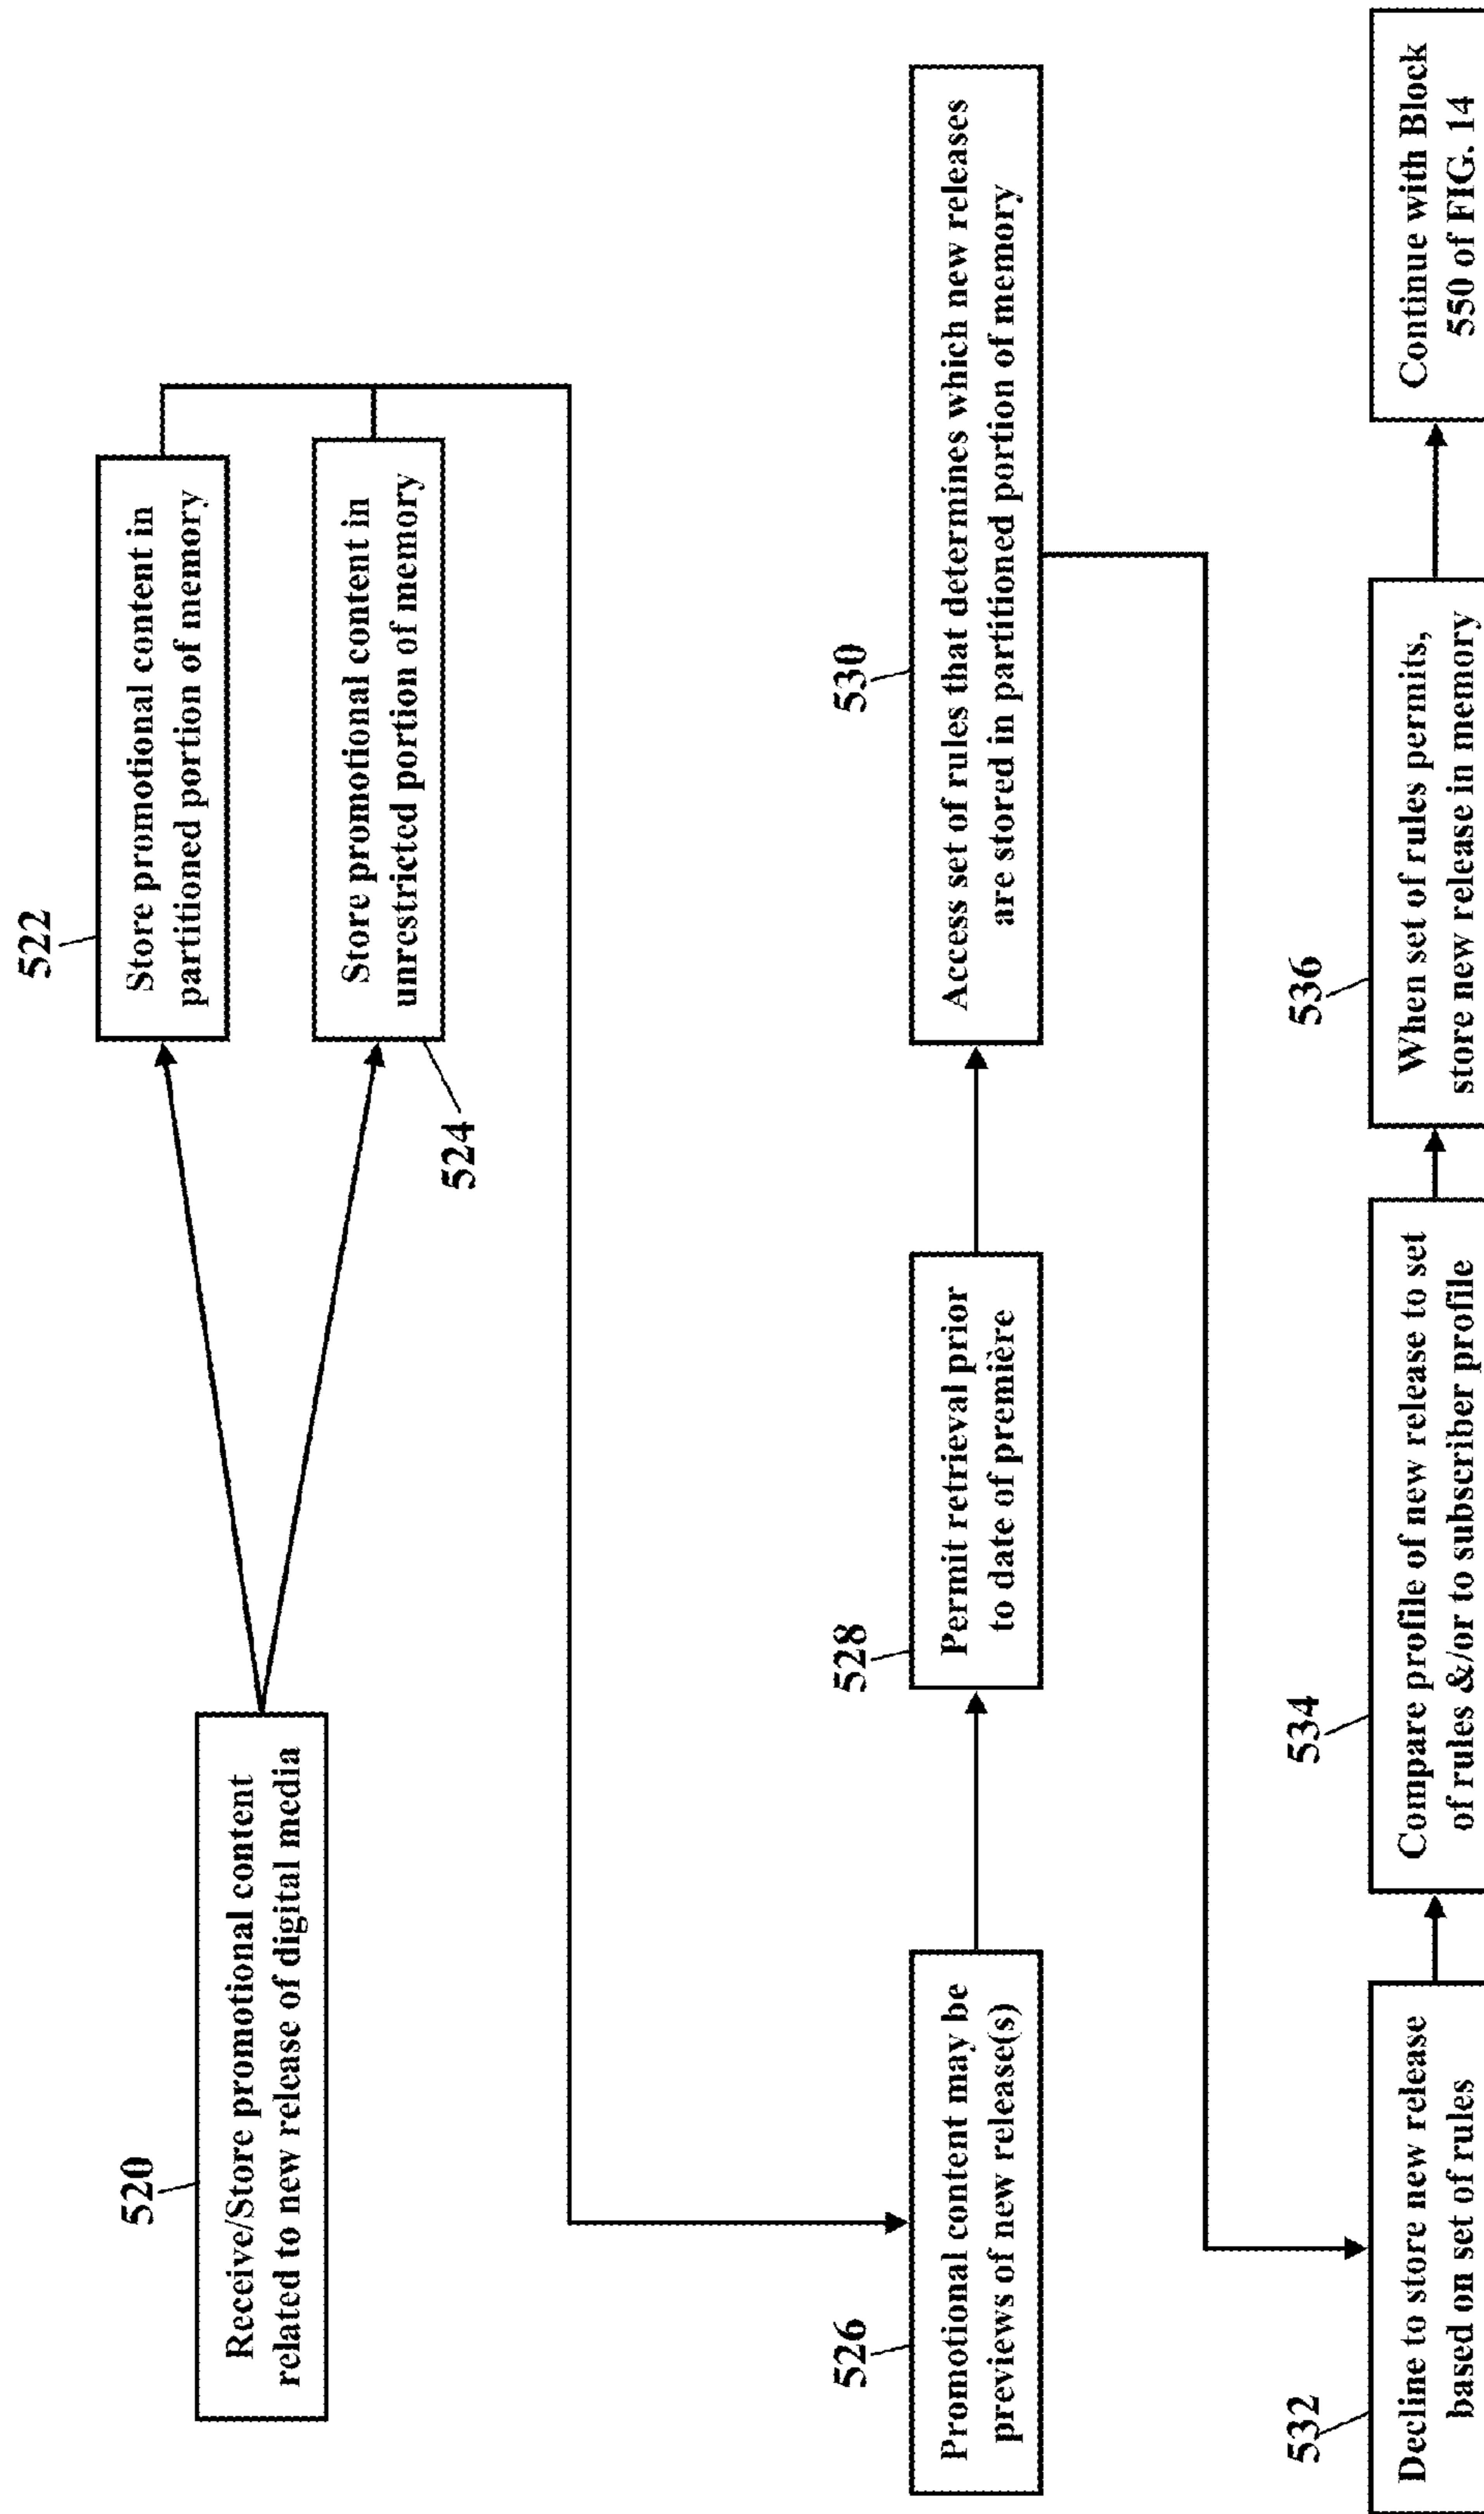 520
Receive/Store promotional content
related to new release of digital media
522
Store promotional content in
partitioned portion of memory
Store promotional content in
unrestricted portion of memory
524
526
Promotional content may be
previews of new release(s)
528
Permit retrieval prior
to date of première
530
Access set of rules that determines which new releases
are stored in partitioned portion of memory
532
Decline to store new release
based on set of rules
534
Compare profile of new release to set
of rules &/or to subscriber profile
536
When set of rules permits,
store new release in memory
Continue with Block
550 of FIG. 14